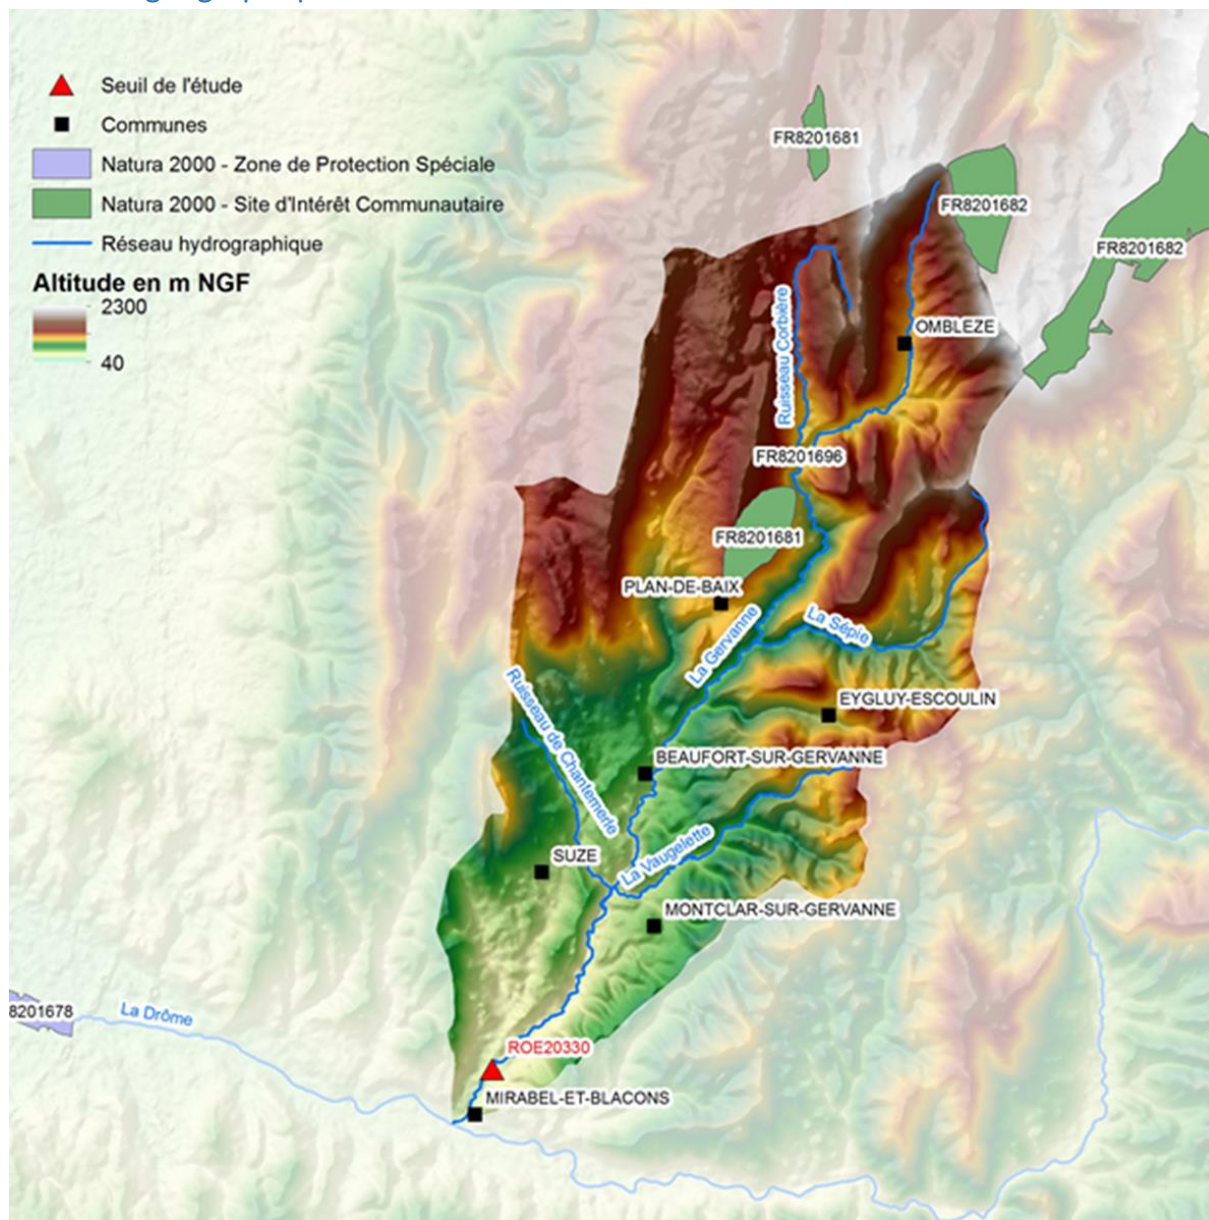 Seuil de l'étude
Communes
Natura 2000 - Zone de Protection Spéciale
Natura 2000 - Site d'Intérêt Communautaire
Réseau hydrographique
Altitude en m NGF
2300
40
FR8201681
FR8201682
FR8201682
OMBLEZE
Ruisseau Corbière
FR8201696
FR8201681
PLAN-DE-BAIX
La Gervanne
La Sépie
Ruisseau de Chantemerle
EYGLUY-ESCOULIN
BEAUFORT-SUR-GERVANNE
La Vaugelette
SUZE
MONTCLAR-SUR-GERVANNE
8201678
La Drôme
ROE20330
MIRABEL-ET-BLACONS